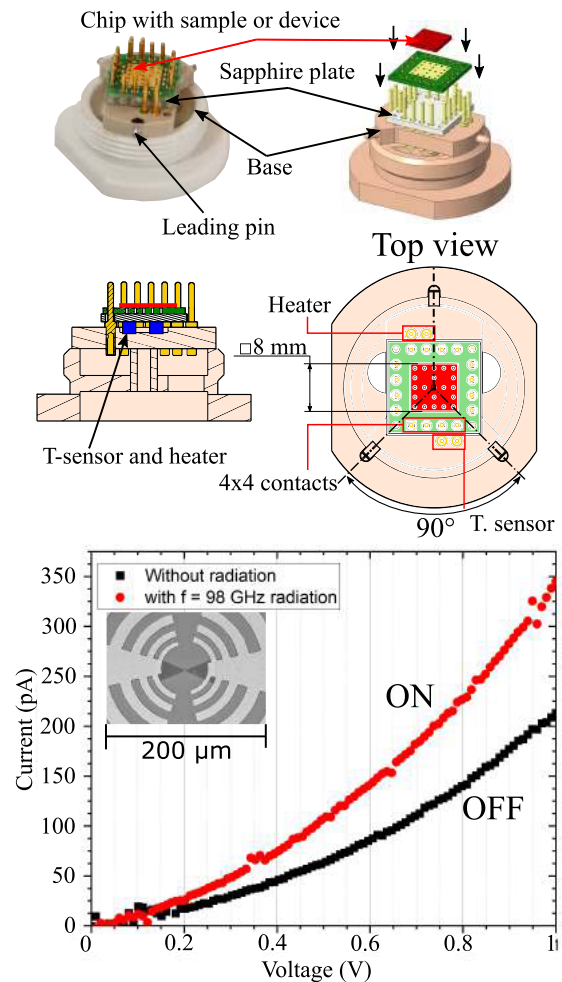 Chip with sample or device
Sapphire plate
Base
Leading pin
Top view
Heater
□8 mm
T-sensor and heater
4x4 contacts
90°
T. sensor
350
300
250
200
150
100
50
0
Current (pA)
Without radiation
with f = 98 GHz radiation
200 µm
ON
OFF
0 0.2 0.4 0.6 0.8 1
Voltage (V)